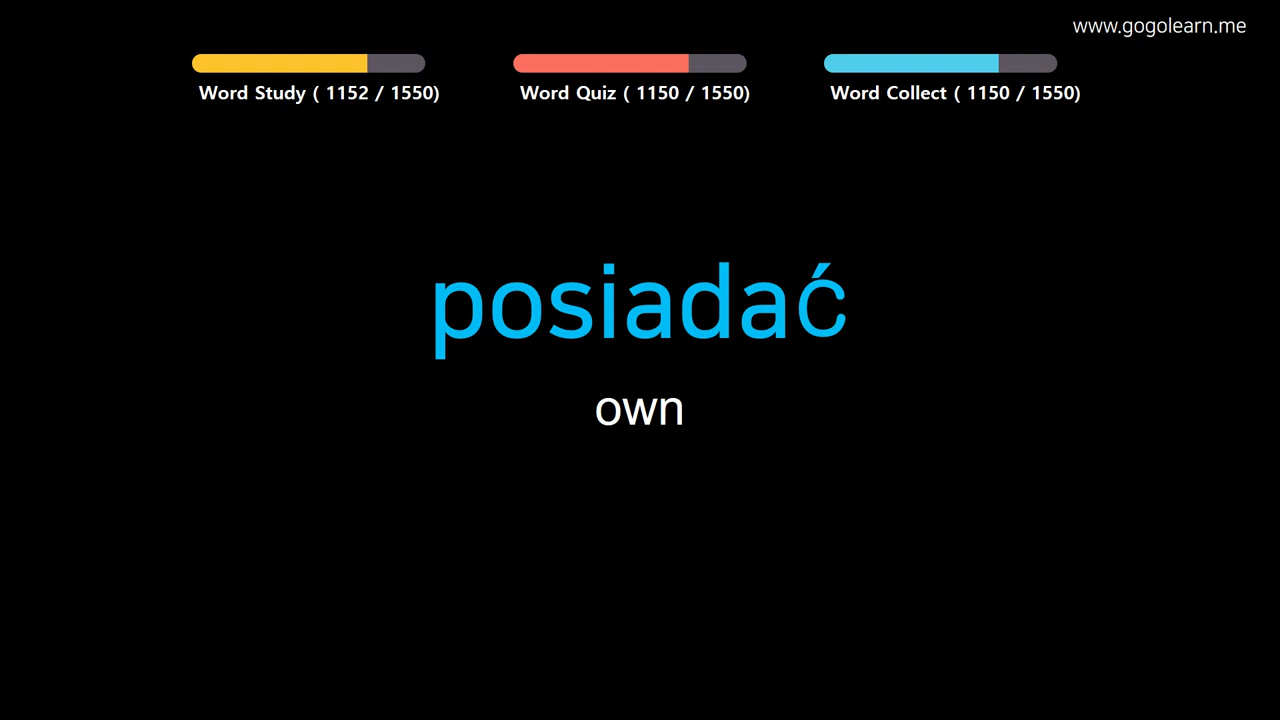 www.gogolearn.me
Word Study ( 1152 / 1550)
Word Quiz ( 1150 / 1550)
Word Collect ( 1150 / 1550)
posiadać
own